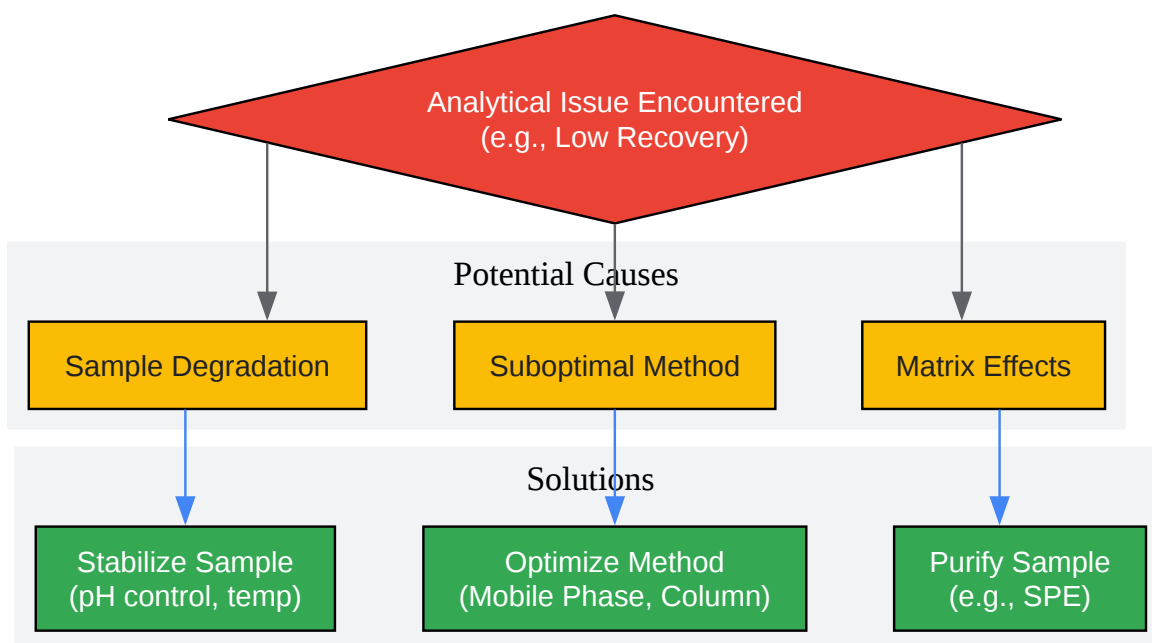 Analytical Issue Encountered
(e.g., Low Recovery)
Potential Causes
Sample Degradation
Suboptimal Method
Matrix Effects
Solutions
Stabilize Sample
(pH control, temp)
Optimize Method
(Mobile Phase, Column)
Purify Sample
(e.g., SPE)